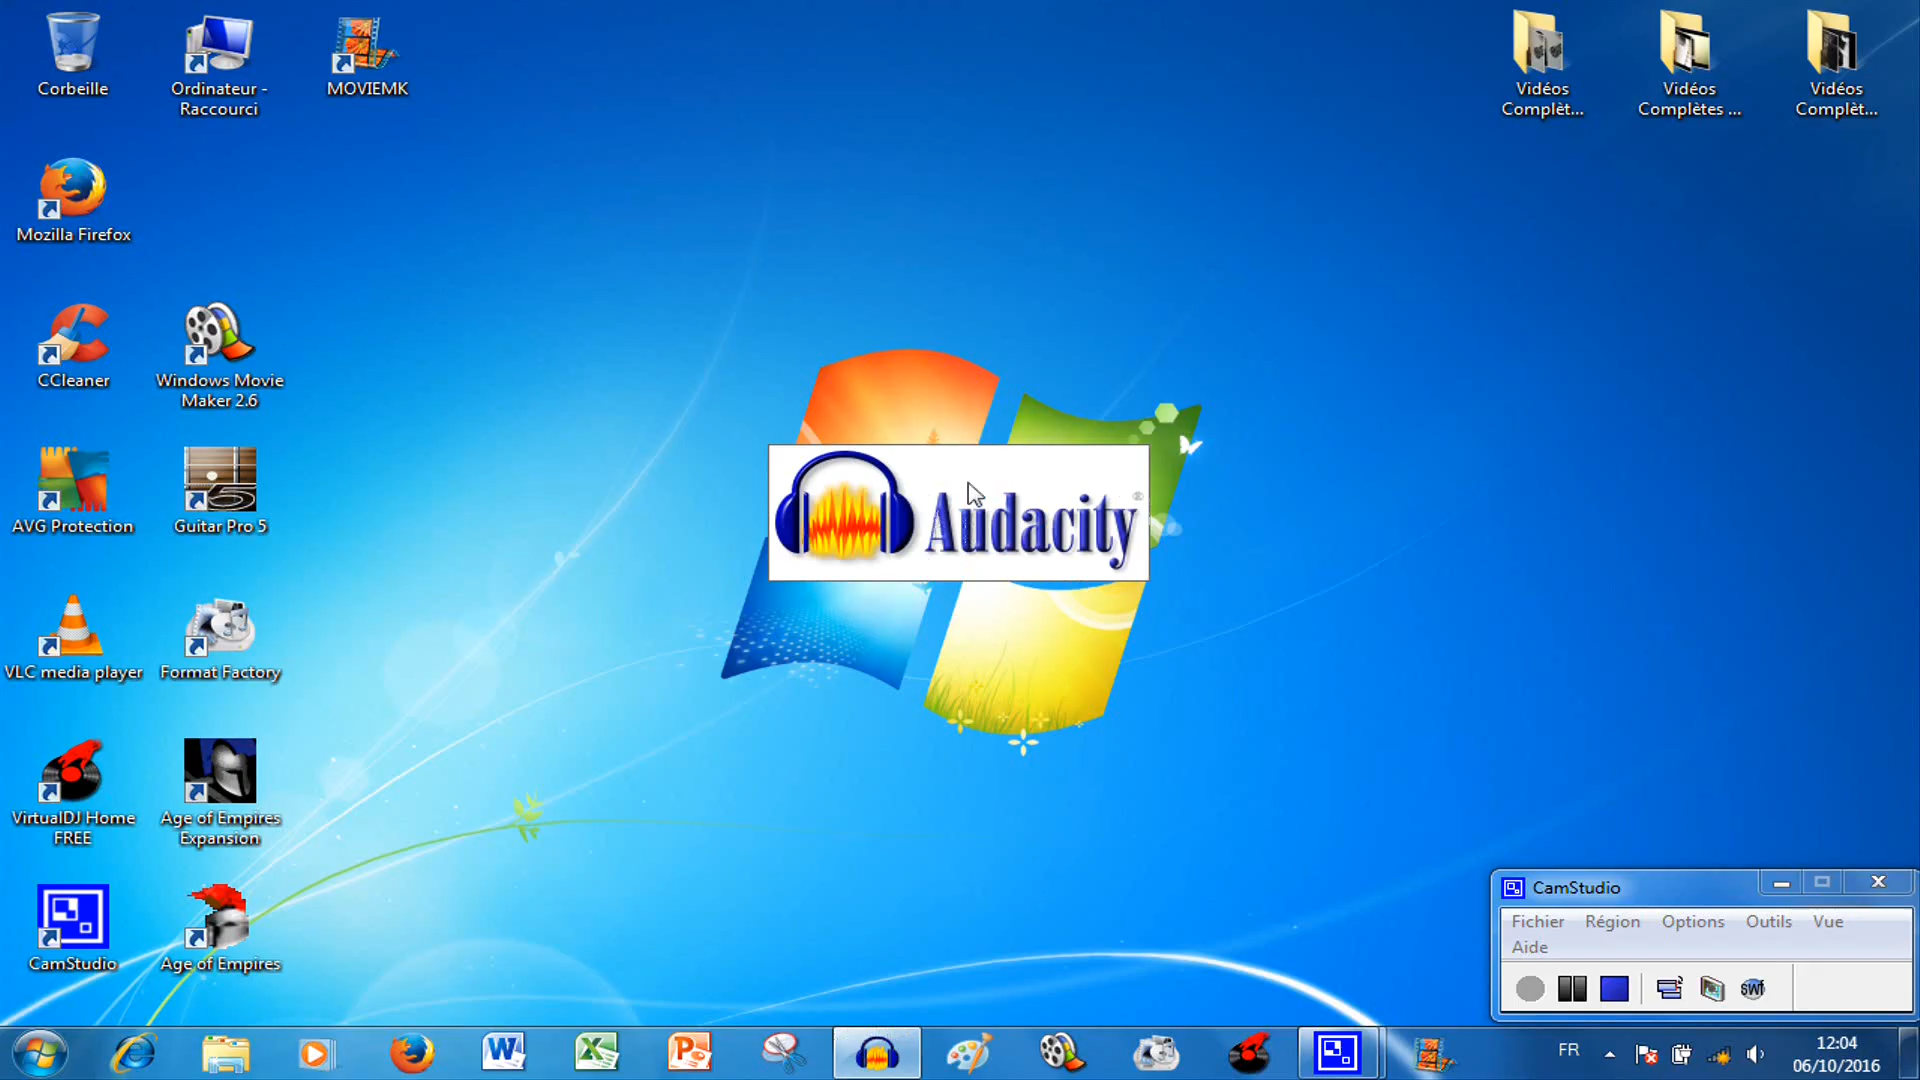 Corbeille
Ordinateur -
Raccourci
MOVIEMK
Vidéos
Complèt...
Vidéos
Complètes ...
Vidéos
Complèt...
Mozilla Firefox
CCleaner
Windows Movie
Maker 2.6
AVG Protection
Guitar Pro 5
Audacity ®
VLC media player
Format Factory
VirtualDJ Home
FREE
Age of Empires
Expansion
CamStudio
Age of Empires
CamStudio
Fichier Région Options Outils Vue
Aide
swf
FR
12:04
06/10/2016